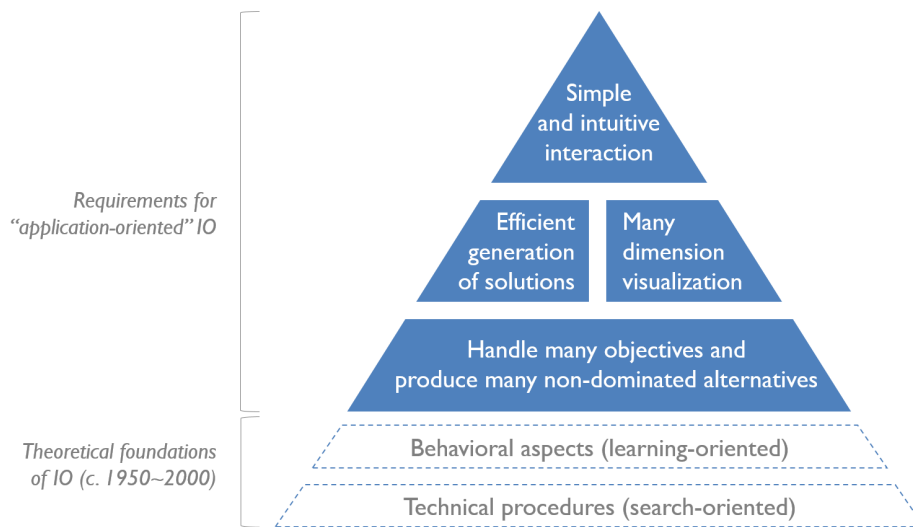 Simple
and intuitive
interaction
Requirements for
“application-oriented” IO
Efficient
generation
of solutions
Many
dimension
visualization
Handle many objectives and
produce many non-dominated alternatives
Theoretical foundations
of IO (c. 1950~2000)
Behavioral aspects (learning-oriented)
Technical procedures (search-oriented)